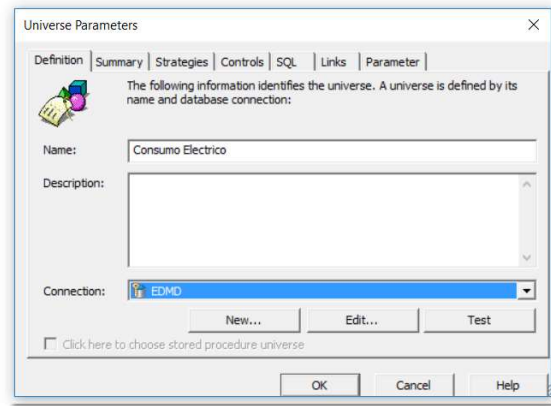 Universe Parameters
Definition Summary Strategies Controls SQL Links Parameter
The following information identifies the universe. A universe is defined by its
name and database connection:
Name: Consumo Electrico
Description:
Connection: EDMD
New... Edit... Test
Click here to choose stored procedure universe
OK Cancel Help